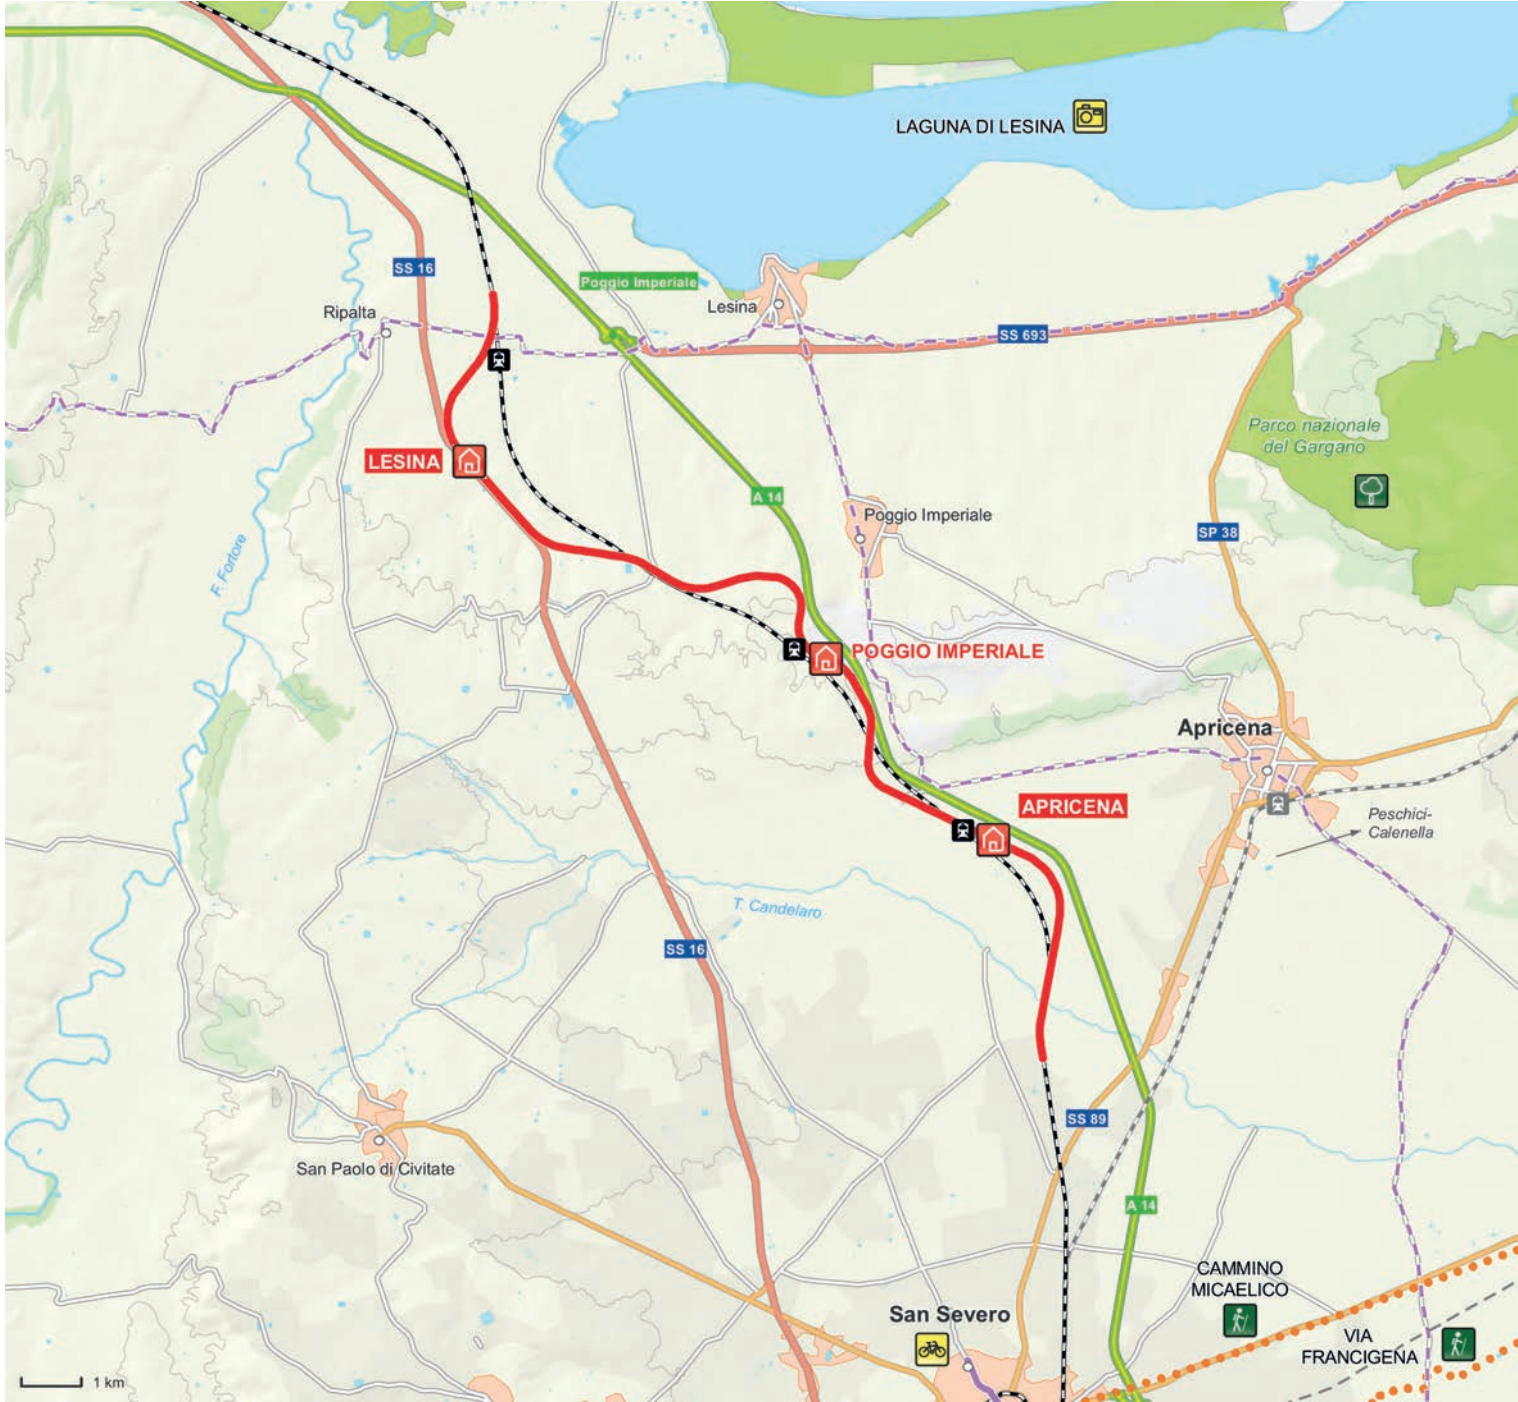 LAGUNA DI LESINA
SS 16
Poggio Imperiale
Ripalta
Lesina
SS 693
Parco nazionale
del Gargano
LESINA
A 14
Poggio Imperiale
SP 38
F. Fortore
POGGIO IMPERIALE
Apricena
APRICENA
Peschici-
Calenella
T. Candelaro
SS 16
SS 89
San Paolo di Civitate
A 14
CAMMINO
MICAELICO
San Severo
VIA
FRANCIGENA
1 km